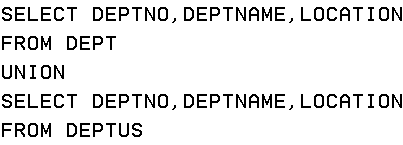 SELECT DEPTNO,DEPTNAME,LOCATION
FROM DEPT
UNION
SELECT DEPTNO,DEPTNAME,LOCATION
FROM DEPTUS